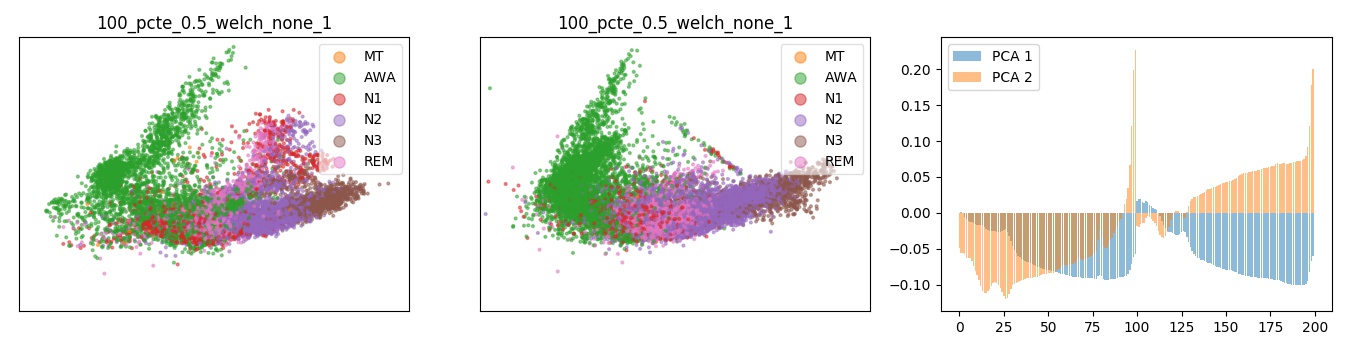 100_pcte_0.5_welch_none_1
MT
AWA
N1
N2
N3
REM
100_pcte_0.5_welch_none_1
MT
AWA
N1
N2
N3
REM
PCA 1
PCA 2
0.20
0.15
0.10
0.05
0.00
−0.05
−0.10
0 25 50 75 100 125 150 175 200